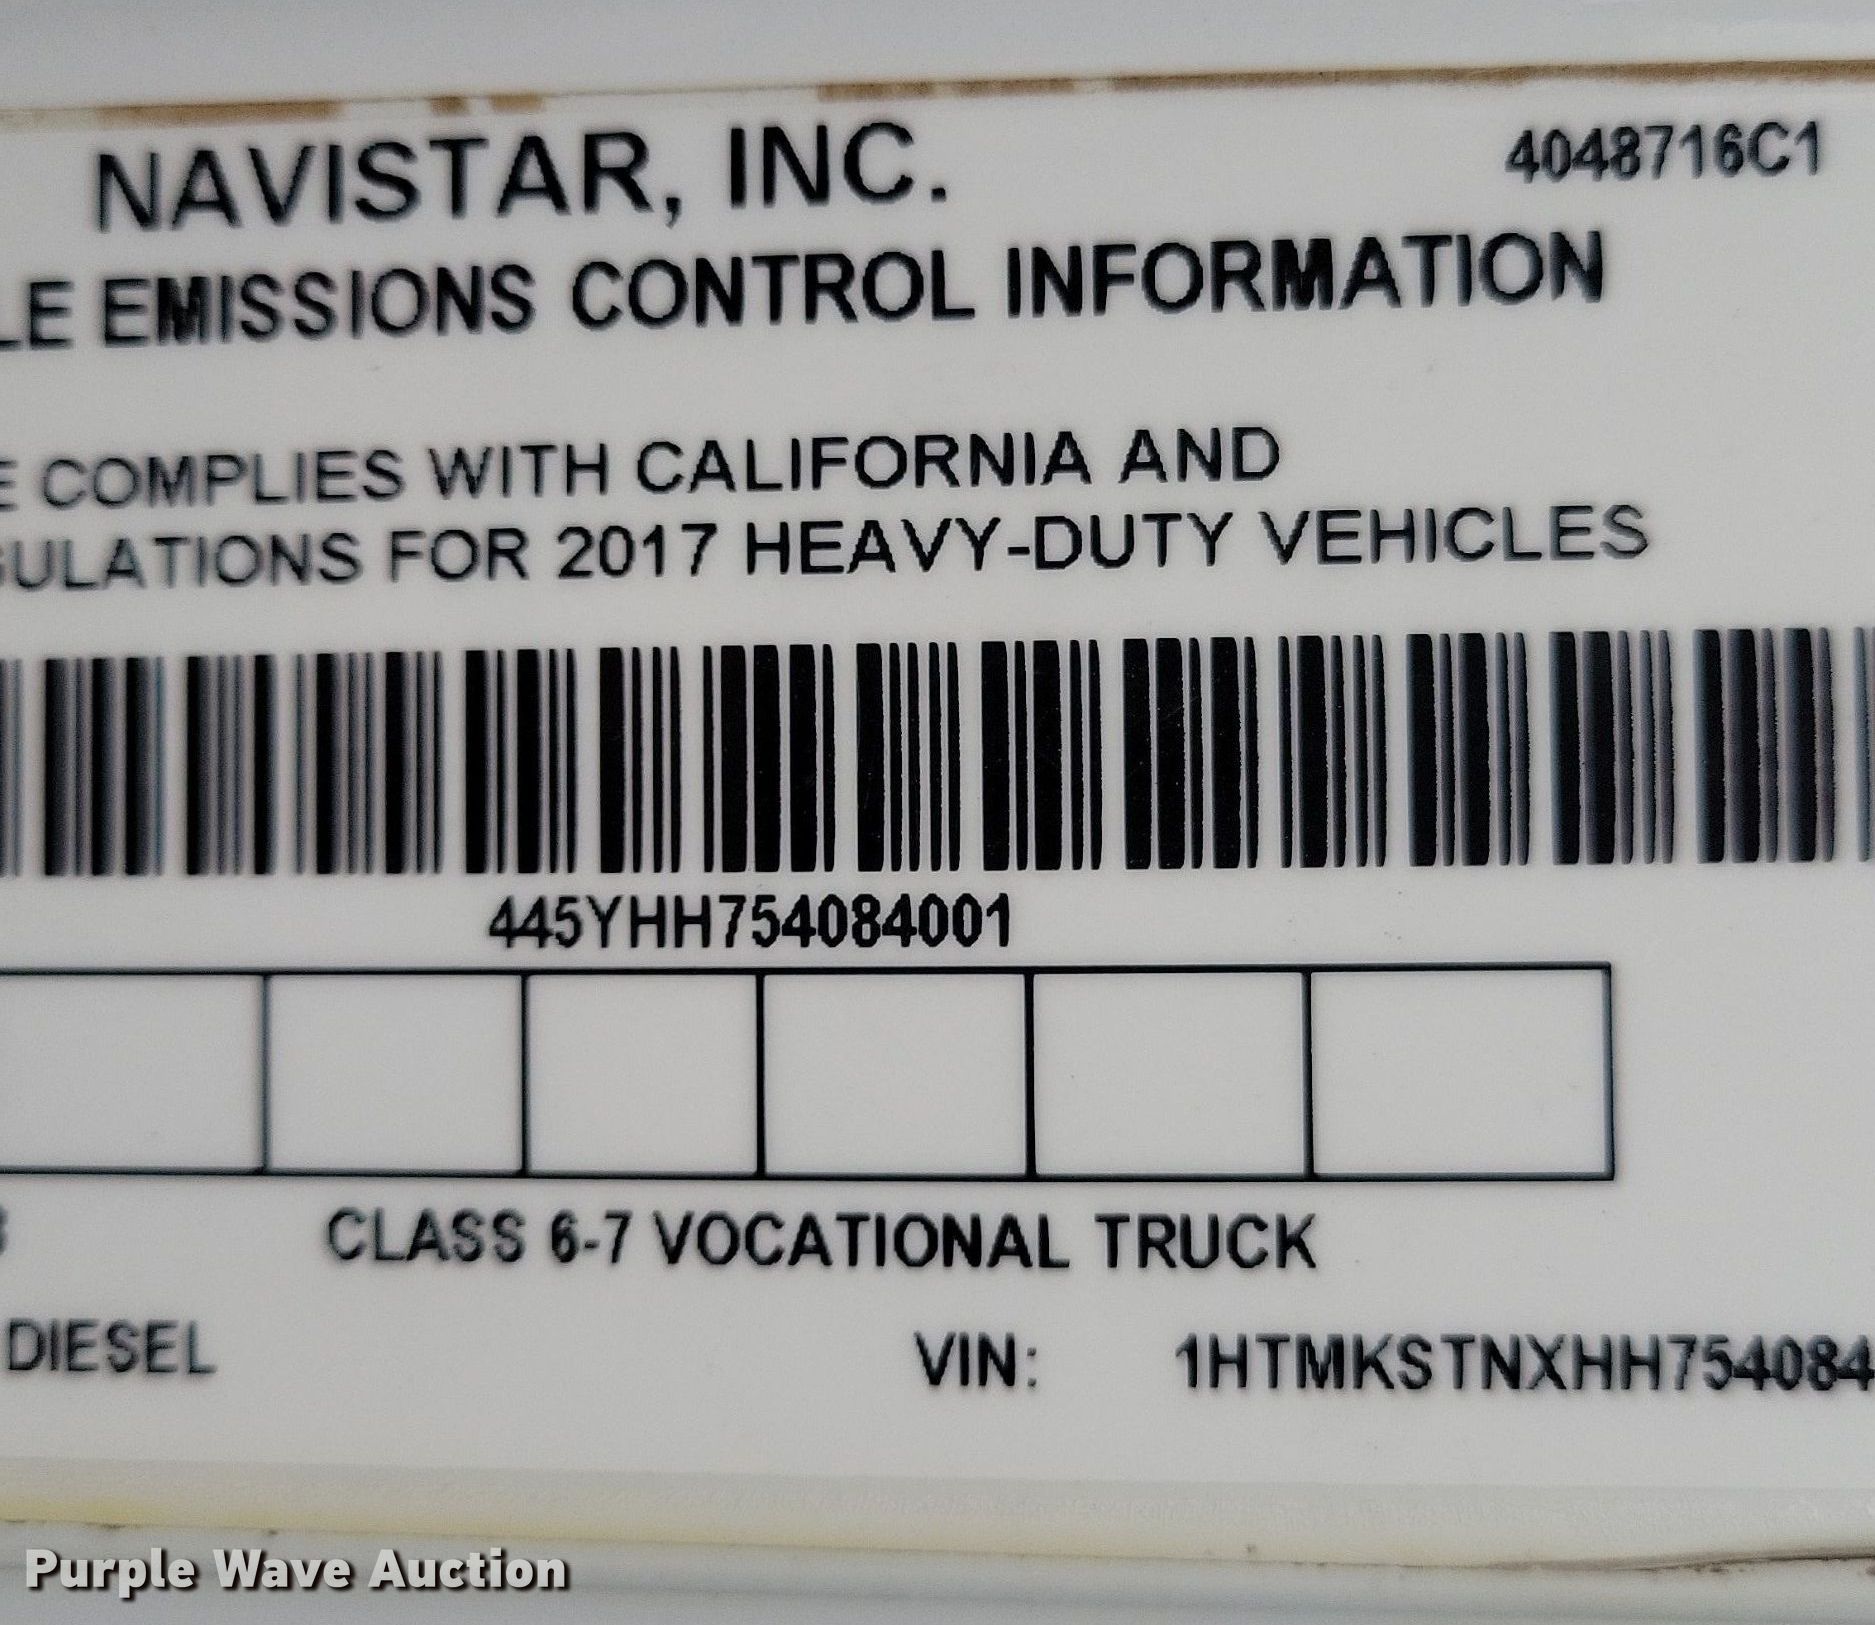 NAVISTAR, INC.
4048716C1
LE EMISSIONS CONTROL INFORMATION
E COMPLIES WITH CALIFORNIA AND
GULATIONS FOR 2017 HEAVY-DUTY VEHICLES
445YHH754084001
CLASS 6-7 VOCATIONAL TRUCK
DIESEL
VIN: 1HTMKSTNXHH754084
Purple Wave Auction